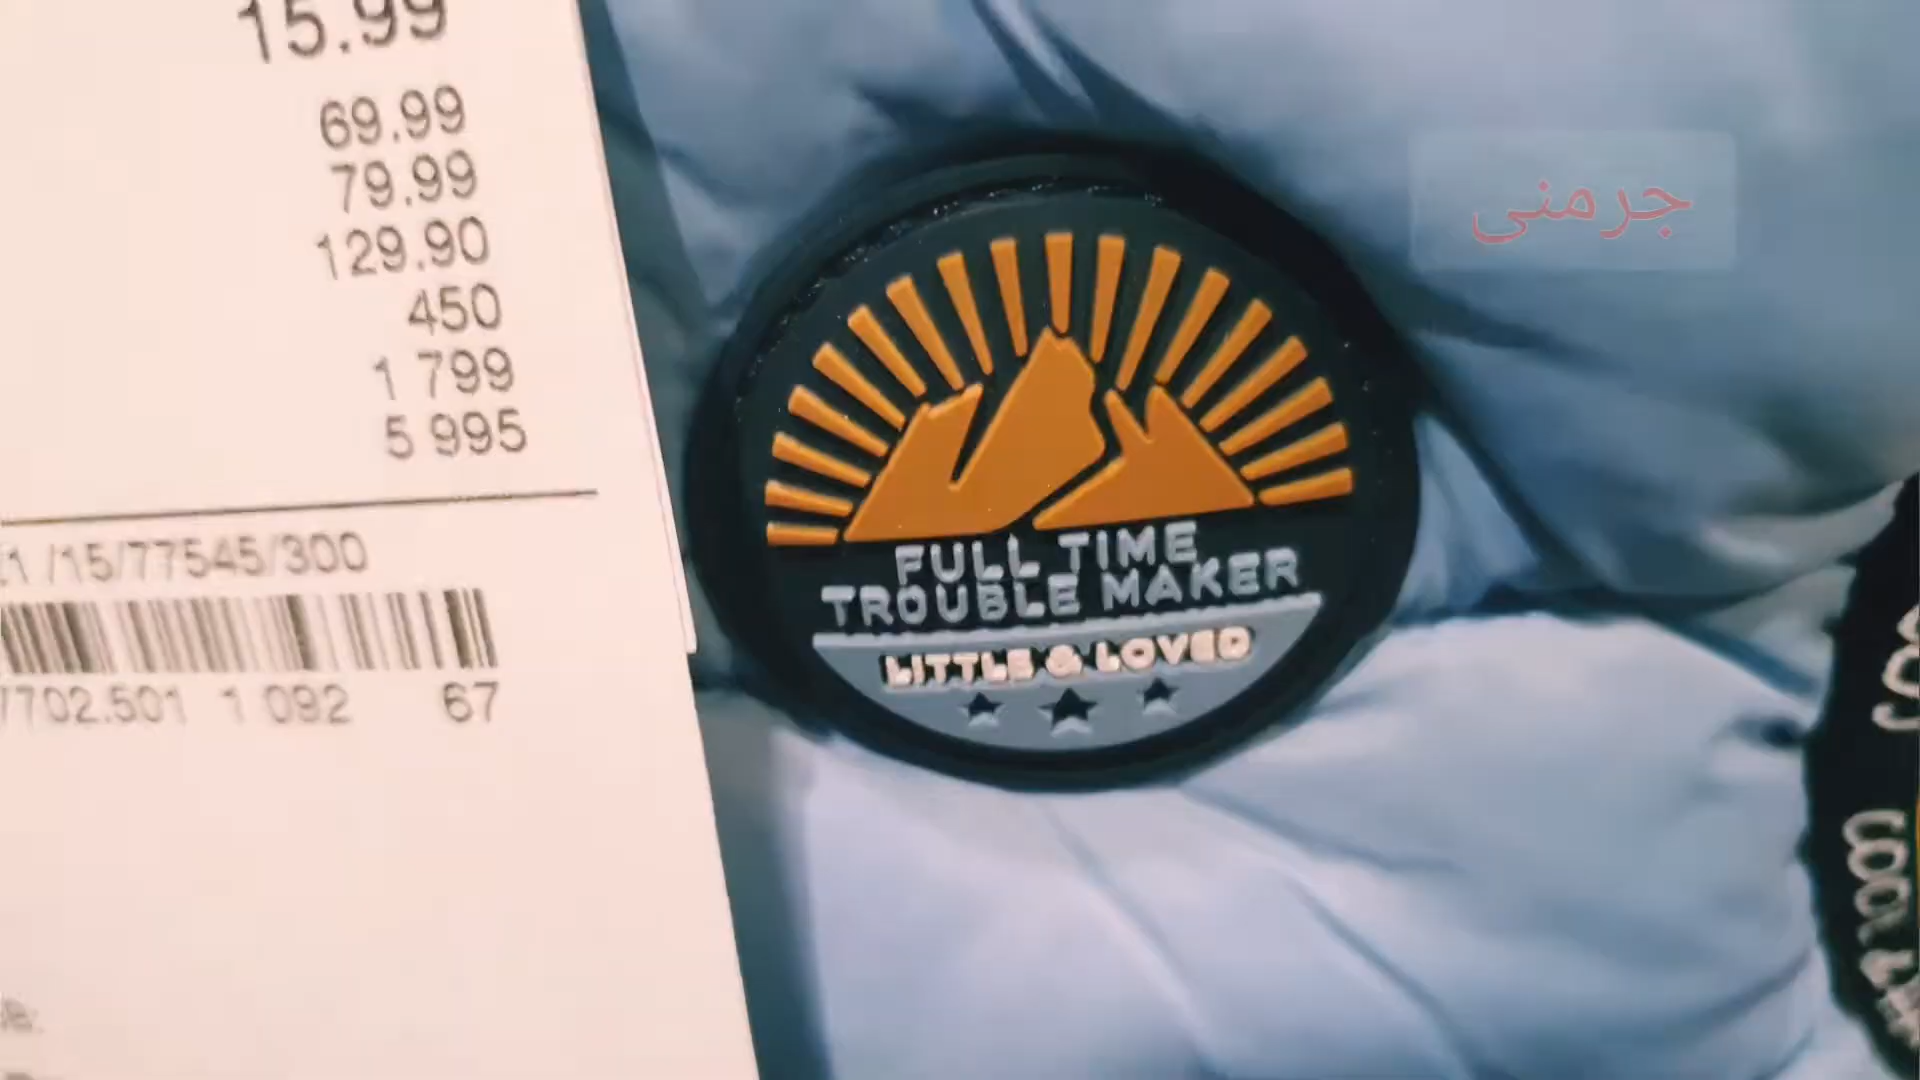 15.99
69.99
79.99
129.90
450
1 799
5 995
/15/77545/300
7702.501 1 092 67
جرمنی
FULL TIME
TROUBLE MAKER
LITTLE & LOVED